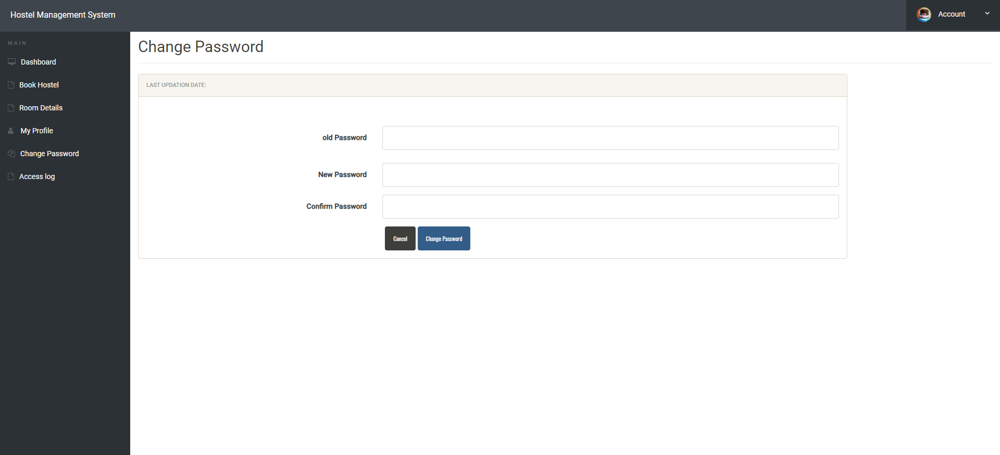 Hostel Management System
Account
MAIN
Dashboard
Book Hostel
Room Details
My Profile
Change Password
Access log
Change Password
LAST UPDATION DATE:
old Password
New Password
Confirm Password
Cancel
Change Password